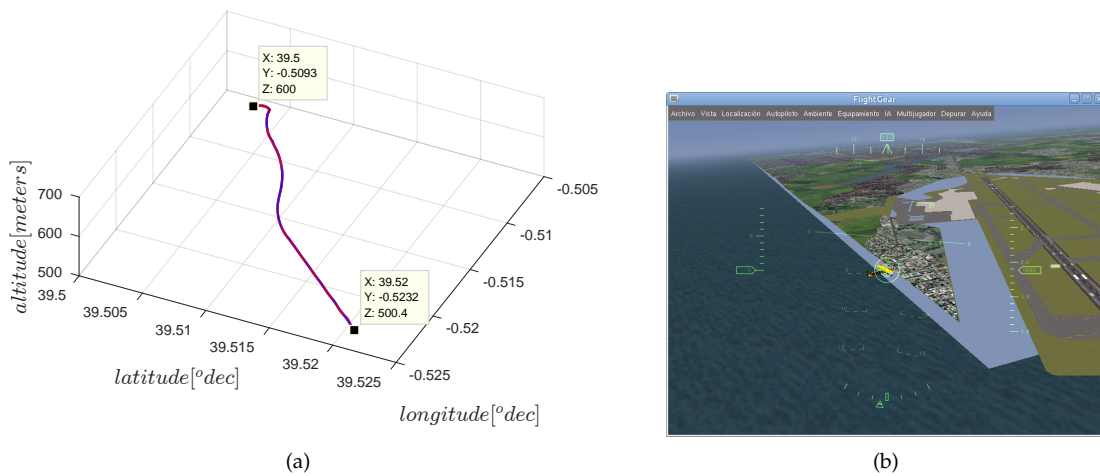 X: 39.5
Y: -0.5093
Z: 600
700
600
500
altitude[meters]
39.5
39.505
39.51
39.515
39.52
39.525
latitude[°dec]
X: 39.52
Y: -0.5232
Z: 500.4
-0.505
-0.51
-0.515
-0.52
-0.525
longitude[°dec]
(a)
FlightGear
Archivo Vista Localización Autopiloto Ambiente Equipamiento IA Multijugador Depurar Ayuda
(b)